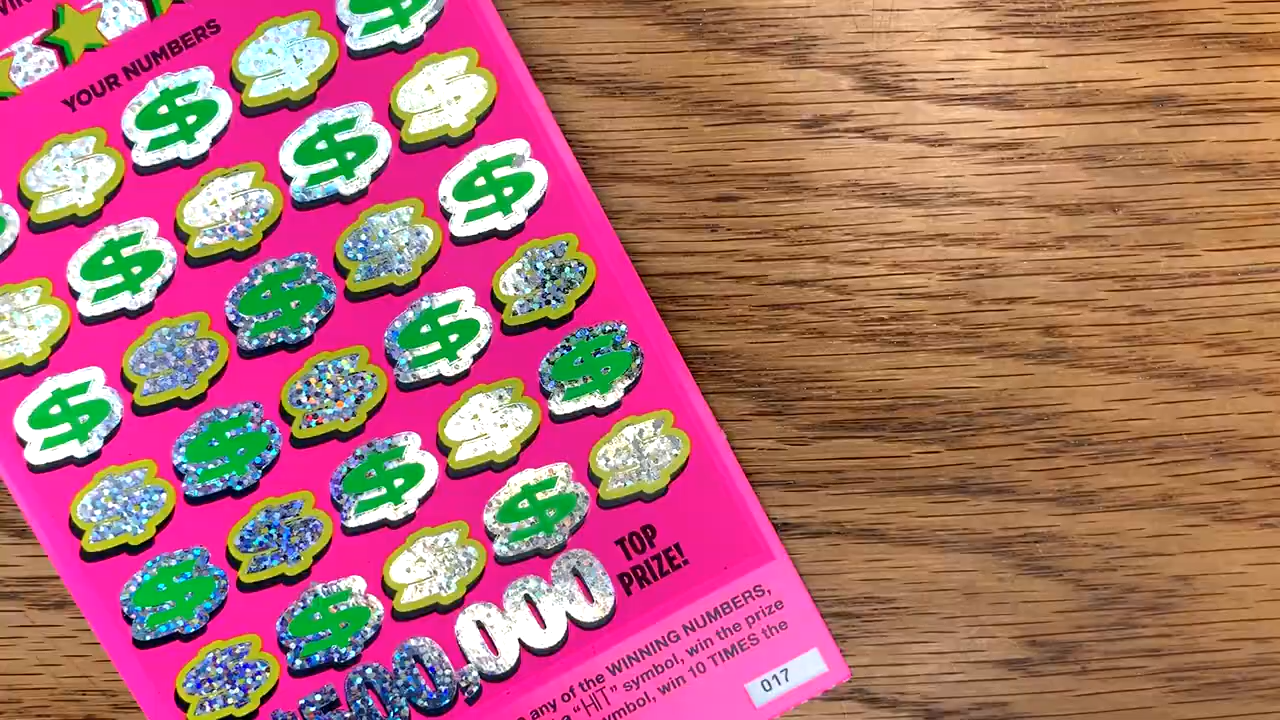 YOUR NUMBERS
TOP
PRIZE!
00,000
any of the WINNING NUMBERS,
"HIT" symbol, win the prize
symbol, win 10 TIMES the
017